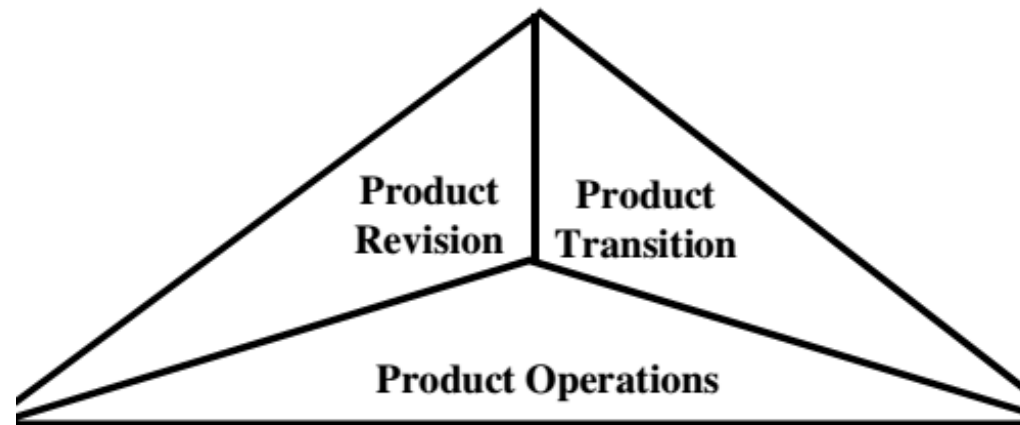 Product
Revision
Product
Transition
Product Operations